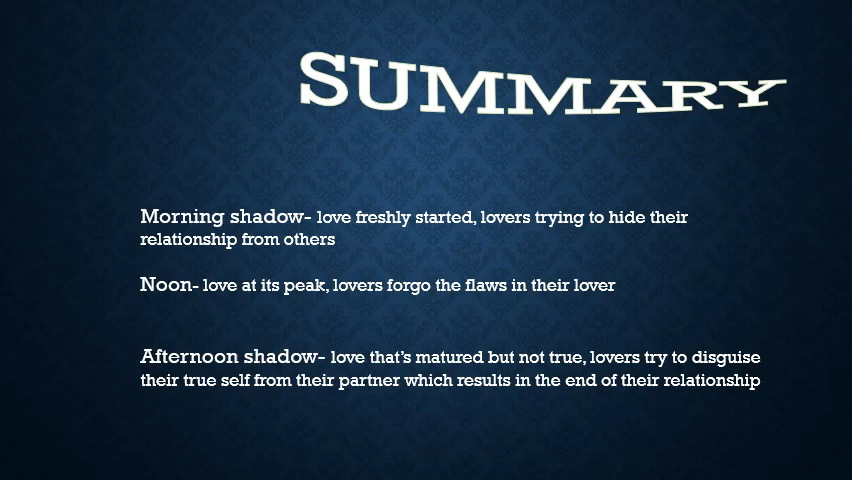 SUMMARY
Morning shadow- love freshly started, lovers trying to hide their
relationship from others
Noon- love at its peak, lovers forgo the flaws in their lover
Afternoon shadow- love that's matured but not true, lovers try to disguise
their true self from their partner which results in the end of their relationship